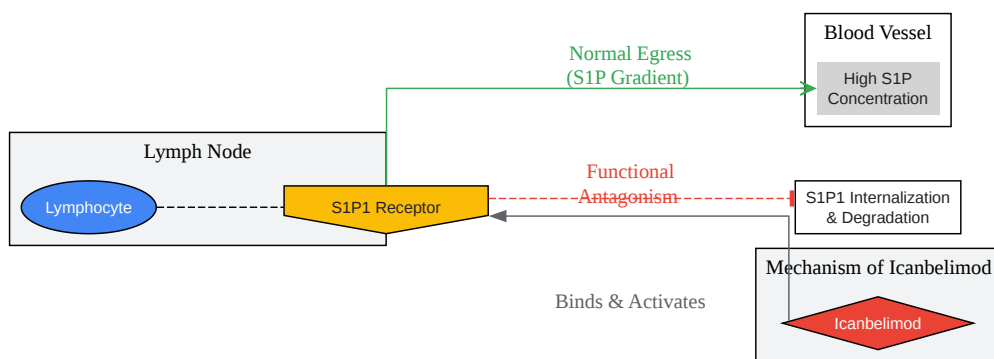 Blood Vessel
Normal Egress
(S1P Gradient)
High S1P
Concentration
Lymph Node
Lymphocyte
S1P1 Receptor
Functional
Antagonism
S1P1 Internalization
& Degradation
Mechanism of Icanbelimod
Binds & Activates
Icanbelimod